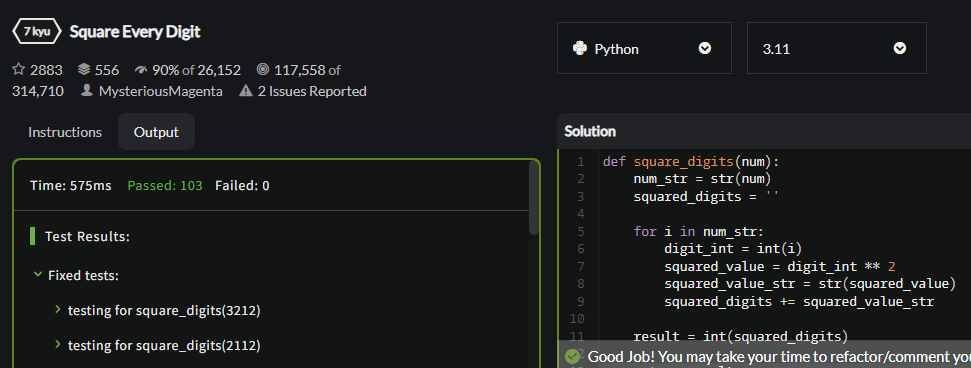 7 kyu Square Every Digit
2883 556 90% of 26,152 117,558 of
314,710 MysteriousMagenta 2 Issues Reported
Instructions Output
Time: 575ms Passed: 103 Failed: 0
Test Results:
Fixed tests:
testing for square_digits(3212)
testing for square_digits(2112)
Python 3.11
Solution
1 def square_digits(num):
2     num_str = str(num)
3     squared_digits = ''
4
5     for i in num_str:
6         digit_int = int(i)
7         squared_value = digit_int ** 2
8         squared_value_str = str(squared_value)
9         squared_digits += squared_value_str
10
11     result = int(squared_digits)
Good Job! You may take your time to refactor/comment yo